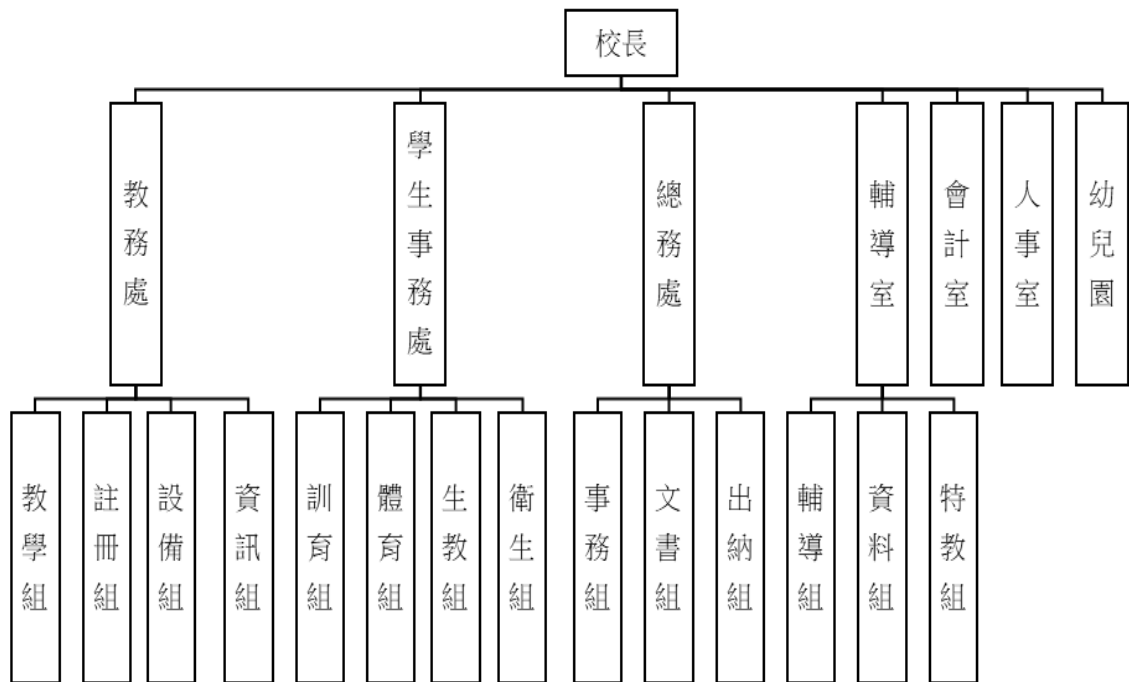 校長
教務處
學生事務處
總務處
輔導室
會計室
人事室
幼兒園
教學組
註冊組
設備組
資訊組
訓育組
體育組
生教組
衛生組
事務組
文書組
出納組
輔導組
資料組
特教組